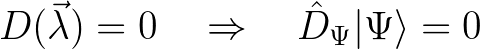 $D(\vec{\lambda}) = 0 \quad \Rightarrow \quad \hat{D}_{\Psi}|\Psi\rangle = 0$